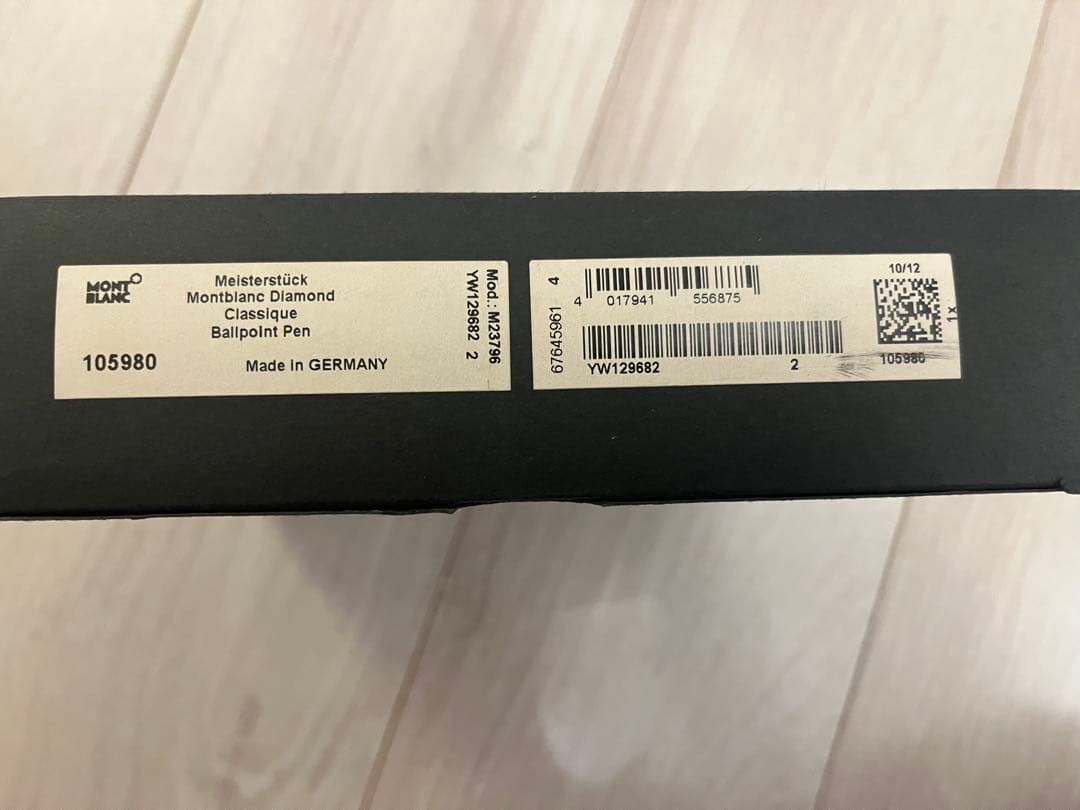 MONT
BLANC
Meisterstück
Montblanc Diamond
Classique
Ballpoint Pen
105980
Made in GERMANY
Mod.: M23796
YW129682 2
67645961 4
4 017941 556875
YW129682 2
10/12
1x
105980